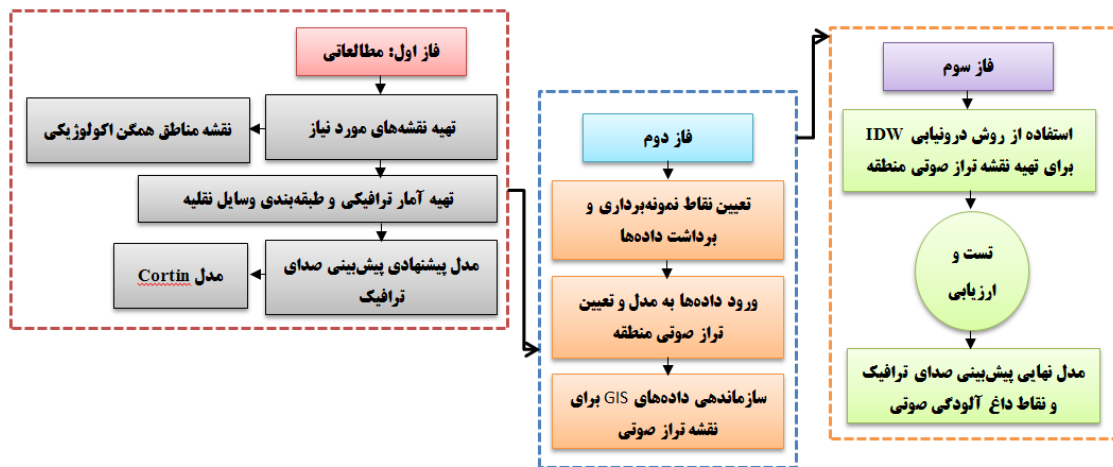 فاز اول: مطالعاتی
تهیه نقشه‌های مورد نیاز
نقشه مناطق همگن اکولوژیکی
تهیه آمار ترافیکی و طبقه‌بندی وسایل نقلیه
مدل پیشنهادی پیش‌بینی صدای
ترافیک
مدل Cortin
فاز دوم
تعیین نقاط نمونه‌برداری و
برداشت داده‌ها
ورود داده‌ها به مدل و تعیین
تراز صوتی منطقه
سازماندهی داده‌های GIS برای
نقشه تراز صوتی
فاز سوم
استفاده از روش درونیابی IDW
برای تهیه نقشه تراز صوتی منطقه
تست و
ارزیابی
مدل نهایی پیش‌بینی صدای ترافیک
و نقاط داغ آلودگی صوتی